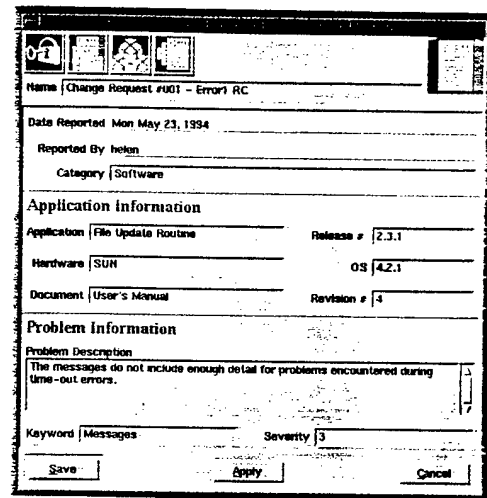 Name Change Request #U01 - Error1 RC
Date Reported Mon May 23, 1994
Reported By helen
Category Software
Application Information
Application File Update Routine Release # 2.3.1
Hardware SUN OS 4.2.1
Document User's Manual Revision # 4
Problem Information
Problem Description
The messages do not include enough detail for problems encountered during
time-out errors.
Keyword Messages Severity 3
Save Apply Cancel